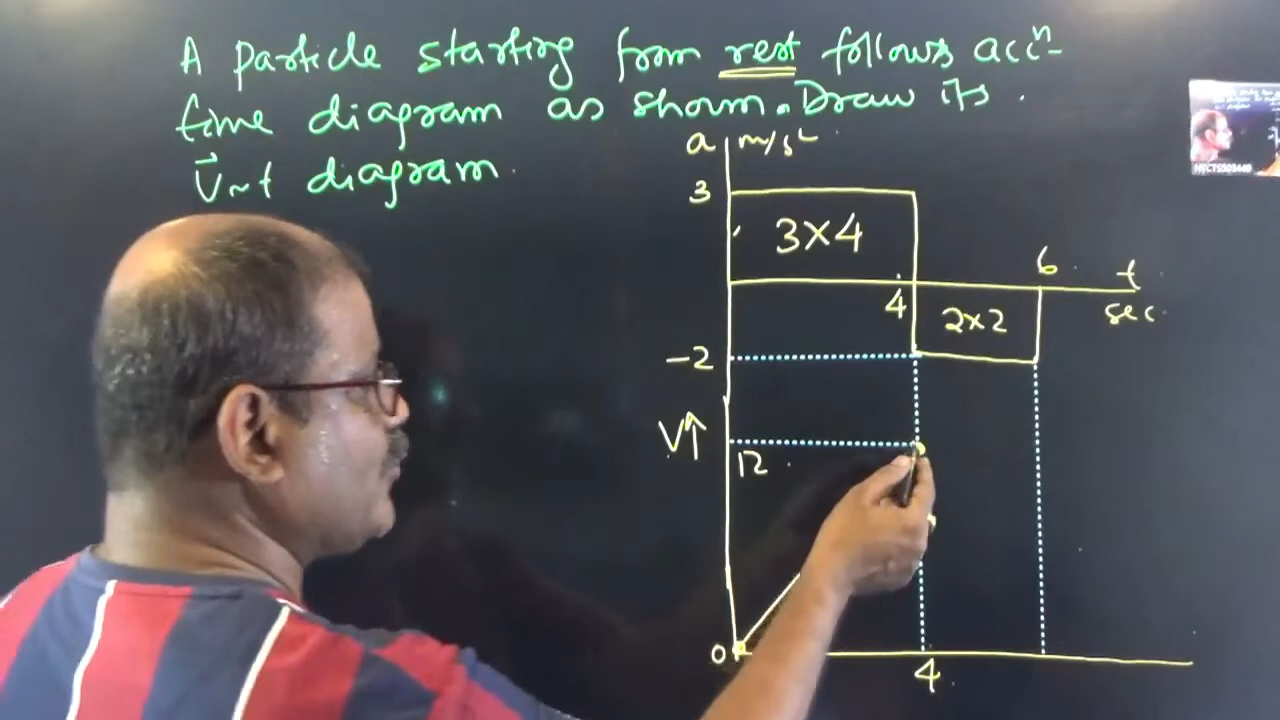 A particle starting from rest follows accⁿ-
time diagram as shown. Draw its
v⃗~t diagram.
a m/s²
3
3×4
6
t
4
2×2
sec.
-2
V↑
12
0
4